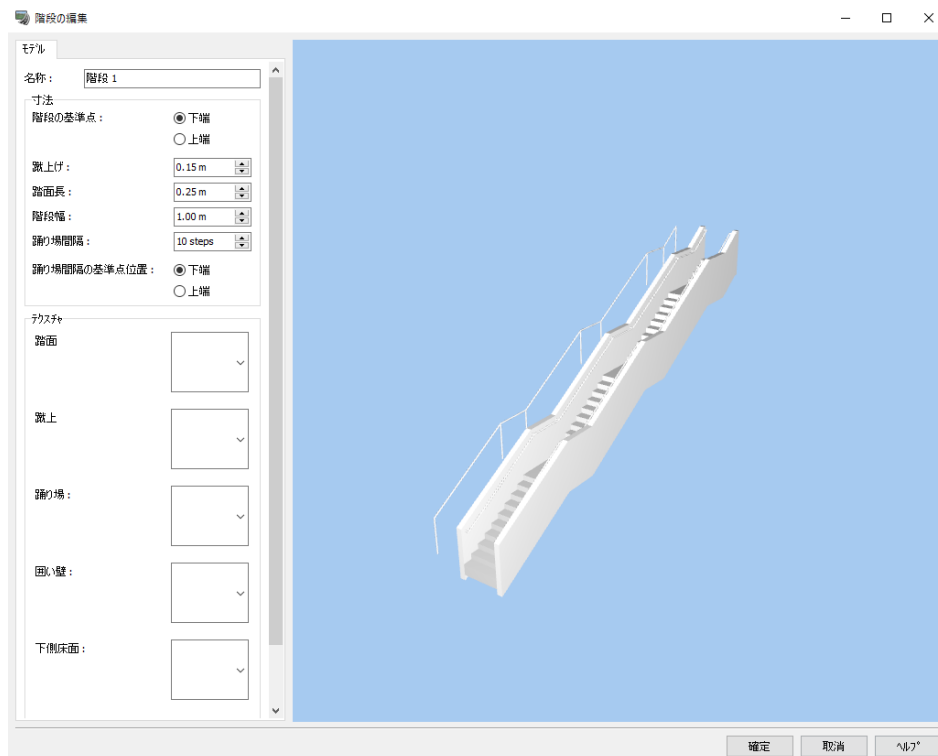 階段の編集
ﾓﾃﾞﾙ
名称：
階段 1
寸法
階段の基準点：
下端
上端
蹴上げ：
0.15 m
踏面長：
0.25 m
階段幅：
1.00 m
踊り場間隔：
10 steps
踊り場間隔の基準点位置：
下端
上端
ﾃｸｽﾁｬ
踏面
蹴上
踊り場：
囲い壁：
下側床面：
確定
取消
ﾍﾙﾌﾟ